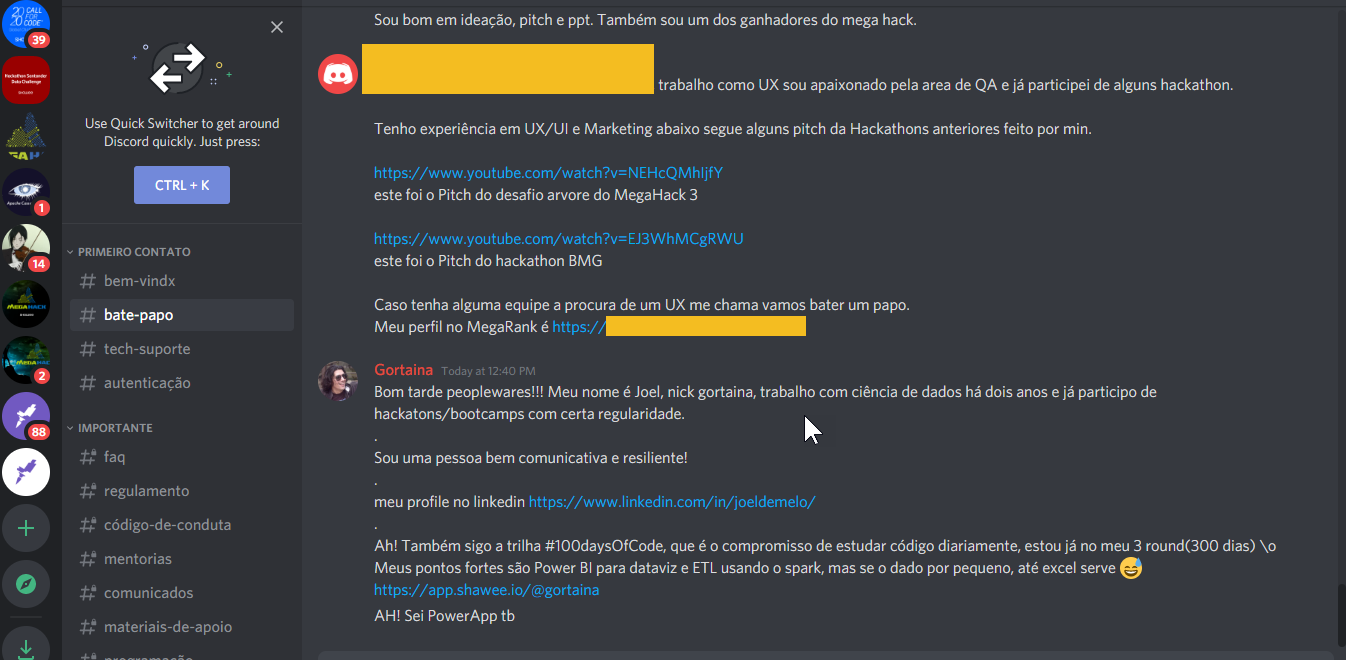 20 CALL
20 FOR
CODE
39
Hackathon Santander
Data Challenge
1
14
MEGAHACK
2
88
Use Quick Switcher to get around
Discord quickly. Just press:
CTRL + K
PRIMEIRO CONTATO
# bem-vindx
# bate-papo
# tech-suporte
# autenticação
IMPORTANTE
# faq
# regulamento
# código-de-conduta
# mentorias
# comunicados
# materiais-de-apoio
# programação
Sou bom em ideação, pitch e ppt. Também sou um dos ganhadores do mega hack.
trabalho como UX sou apaixonado pela area de QA e já participei de alguns hackathon.
Tenho experiência em UX/UI e Marketing abaixo segue alguns pitch da Hackathons anteriores feito por min.
https://www.youtube.com/watch?v=NEHcQMhIjfY
este foi o Pitch do desafio arvore do MegaHack 3
https://www.youtube.com/watch?v=EJ3WhMCgRWU
este foi o Pitch do hackathon BMG
Caso tenha alguma equipe a procura de um UX me chama vamos bater um papo.
Meu perfil no MegaRank é https://
Gortaina Today at 12:40 PM
Bom tarde peoplewares!!! Meu nome é Joel, nick gortaina, trabalho com ciência de dados há dois anos e já participo de
hackatons/bootcamps com certa regularidade.
.
Sou uma pessoa bem comunicativa e resiliente!
.
meu profile no linkedin https://www.linkedin.com/in/joeldemelo/
.
Ah! Também sigo a trilha #100daysOfCode, que é o compromisso de estudar código diariamente, estou já no meu 3 round(300 dias) \o
Meus pontos fortes são Power BI para dataviz e ETL usando o spark, mas se o dado por pequeno, até excel serve 😅
https://app.shawee.io/@gortaina
AH! Sei PowerApp tb